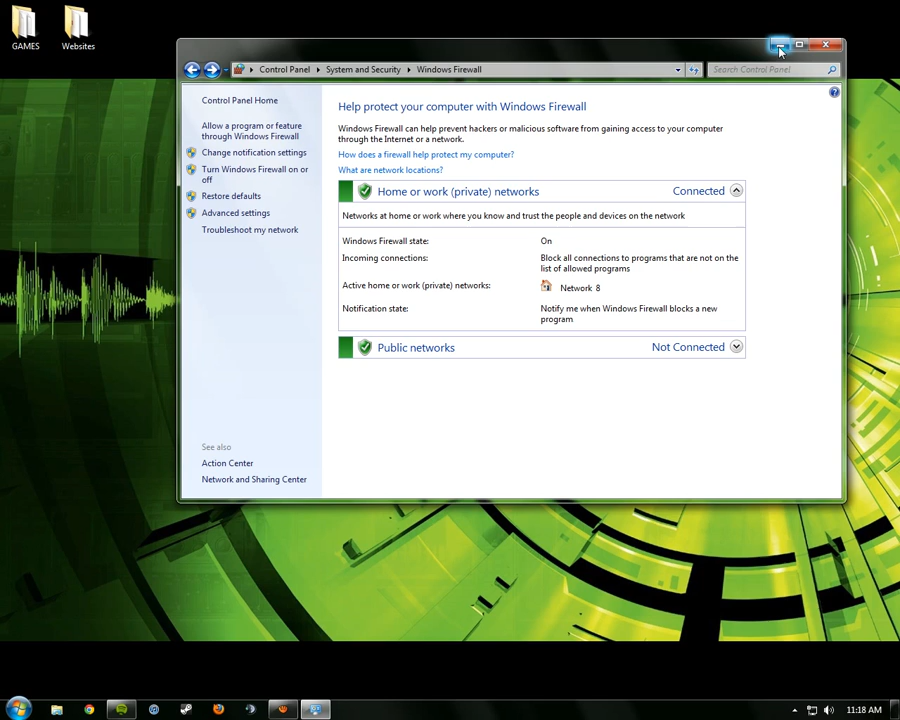 GAMES
Websites
Control Panel
System and Security
Windows Firewall
Search Control Panel
Control Panel Home
Allow a program or feature
through Windows Firewall
Change notification settings
Turn Windows Firewall on or
off
Restore defaults
Advanced settings
Troubleshoot my network
See also
Action Center
Network and Sharing Center
Help protect your computer with Windows Firewall
Windows Firewall can help prevent hackers or malicious software from gaining access to your computer
through the Internet or a network.
How does a firewall help protect my computer?
What are network locations?
Home or work (private) networks Connected
Networks at home or work where you know and trust the people and devices on the network
Windows Firewall state: On
Incoming connections: Block all connections to programs that are not on the
list of allowed programs
Active home or work (private) networks: Network 8
Notification state: Notify me when Windows Firewall blocks a new
program
Public networks Not Connected
11:18 AM